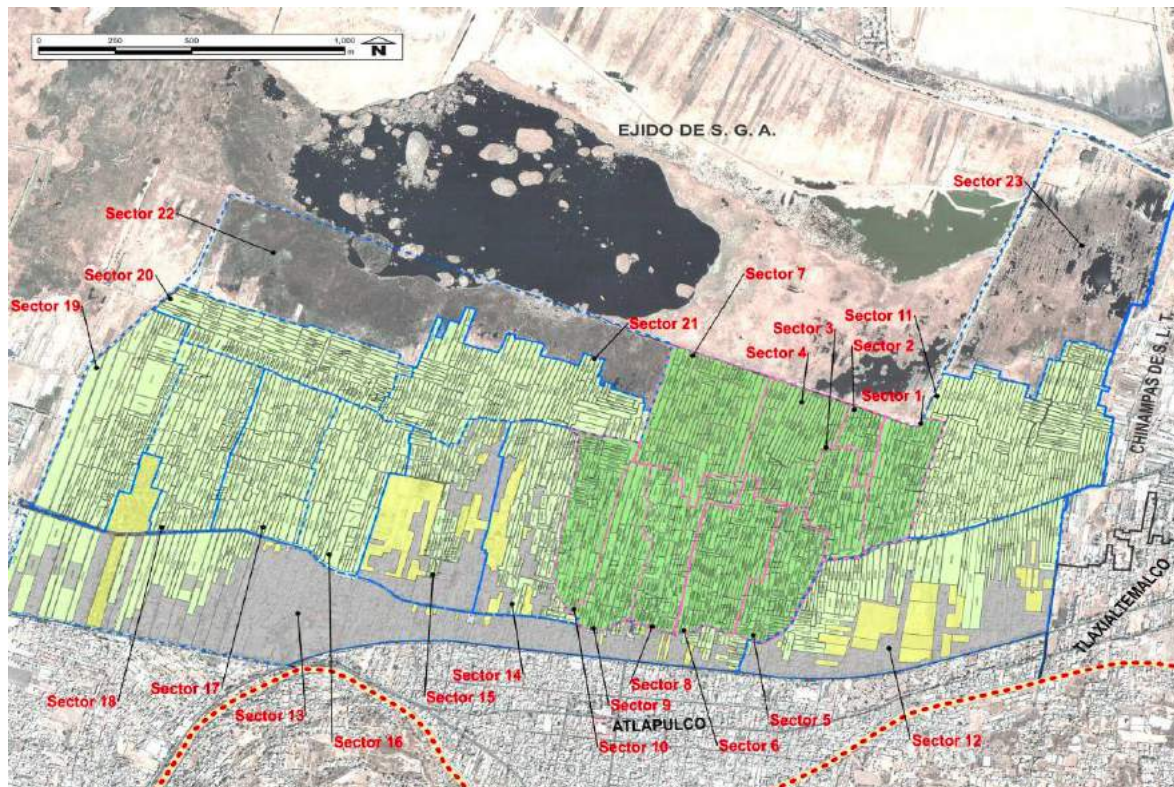 0 250 500 1,000
m
N
EJIDO DE S. G. A.
Sector 23
Sector 22
Sector 20
Sector 7
Sector 19
Sector 11
Sector 21
Sector 3
Sector 2
Sector 4
Sector 1
CHINAMPAS DE S. L. T.
TLAXIALTEMALCO
Sector 14
Sector 17
Sector 8
Sector 18
Sector 15
Sector 9
Sector 13
Sector 5
ATLAPULCO
Sector 16
Sector 10
Sector 6
Sector 12